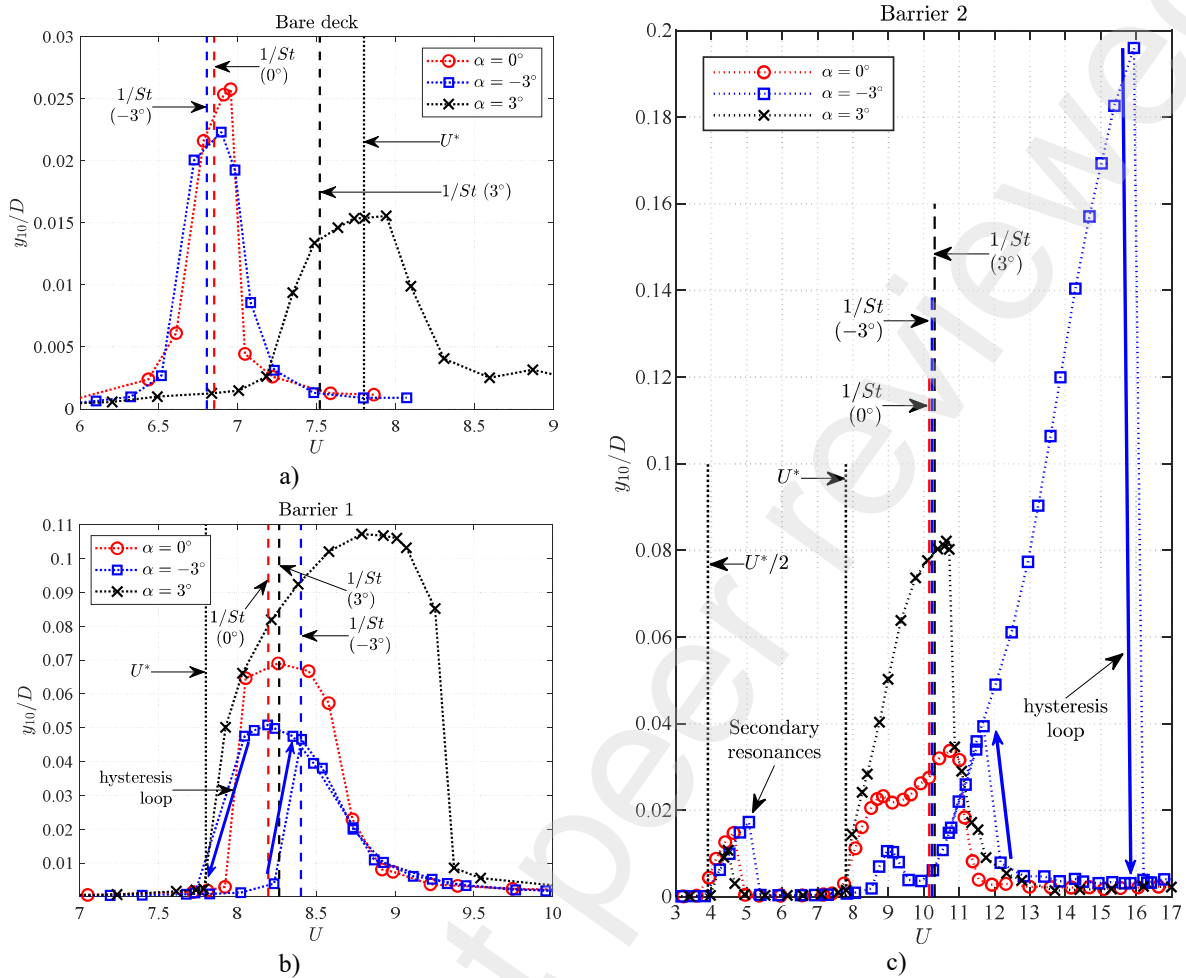 Bare deck
0.03
0.025
0.02
0.015
0.01
0.005
0
y₁₀/D
6
6.5
7
7.5
8
8.5
9
U
1/St
(0°)
1/St
(−3°)
α = 0°
α = −3°
α = 3°
U*
1/St (3°)
a)
Barrier 1
0.11
0.1
0.09
0.08
0.07
0.06
0.05
0.04
0.03
0.02
0.01
0
y₁₀/D
7
7.5
8
8.5
9
9.5
10
U
α = 0°
α = −3°
α = 3°
1/St
(0°)
1/St
(3°)
1/St
(−3°)
U*
hysteresis
loop
b)
Barrier 2
0.2
0.18
0.16
0.14
0.12
0.1
0.08
0.06
0.04
0.02
0
y₁₀/D
3 4 5 6 7 8 9 10 11 12 13 14 15 16 17
U
α = 0°
α = −3°
α = 3°
1/St
(3°)
1/St
(−3°)
1/St
(0°)
U*
U*/2
Secondary
resonances
hysteresis
loop
c)
t peer reviewe